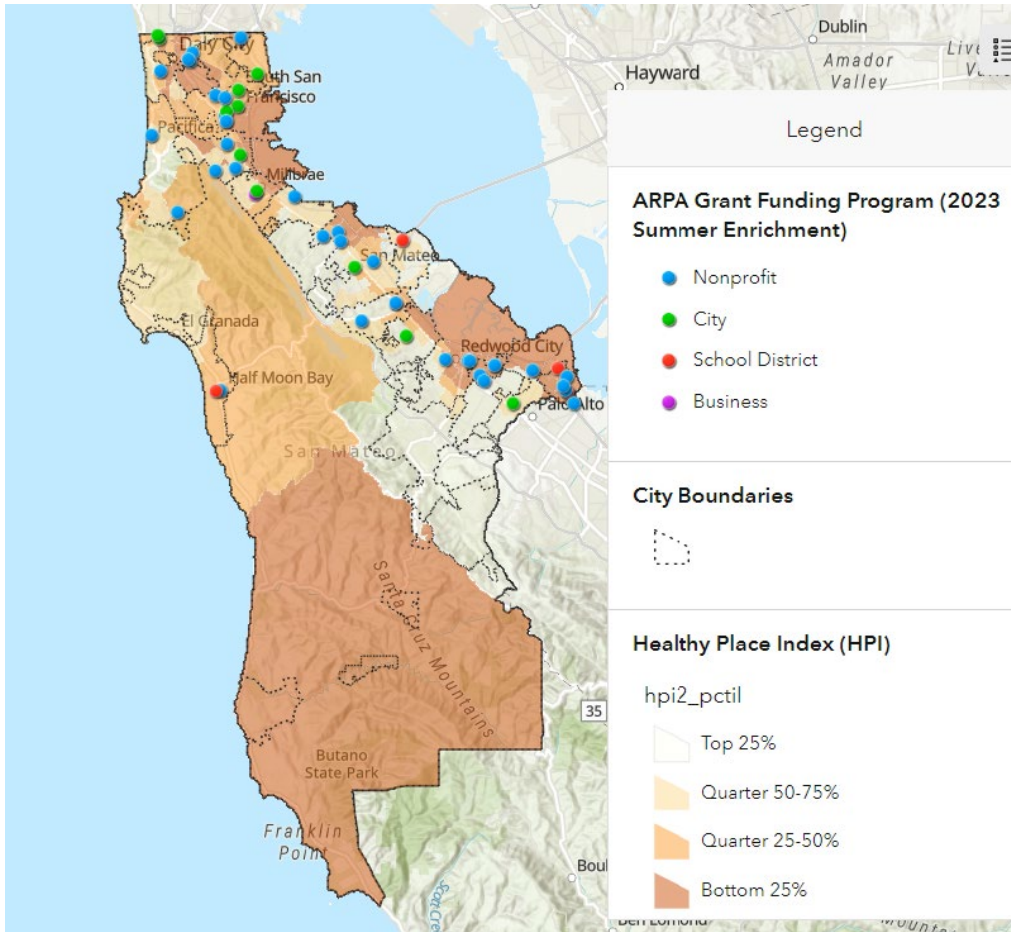 Dublin
Amador
Valley
Hayward
Daly City
South San
Francisco
Pacifica
Millbrae
San Mateo
El Granada
Redwood City
Half Moon Bay
Palo Alto
San Mateo
Santa Cruz Mountains
35
Butano
State Park
Franklin
Point
Ben Lomond
Legend
ARPA Grant Funding Program (2023
Summer Enrichment)
Nonprofit
City
School District
Business
City Boundaries
Healthy Place Index (HPI)
hpi2_pctil
Top 25%
Quarter 50-75%
Quarter 25-50%
Bottom 25%